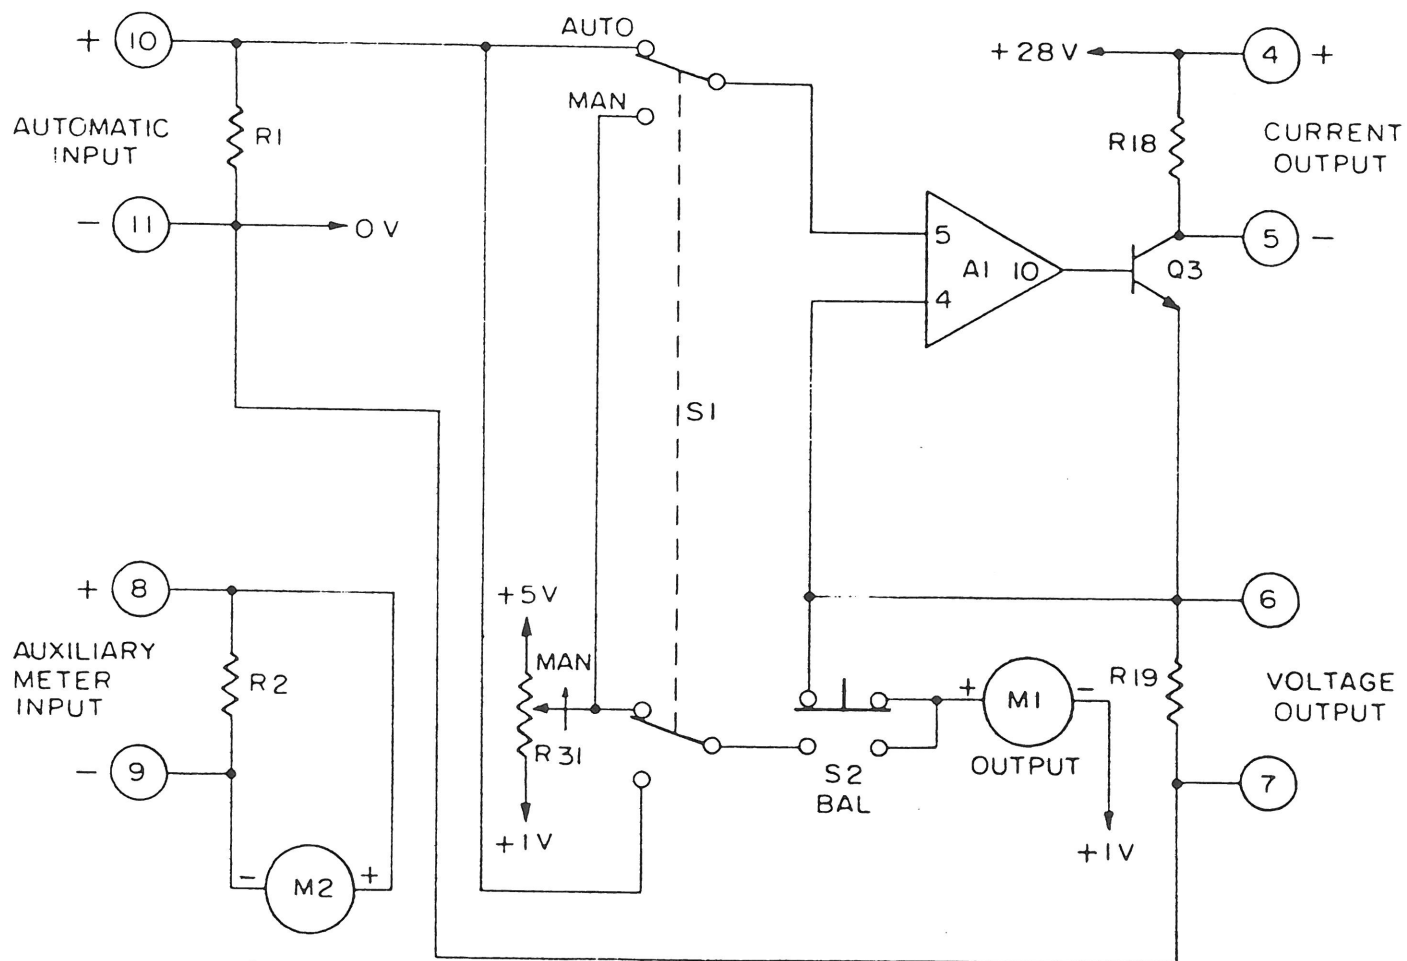 + 10
AUTO
+28V
4 +
MAN
AUTOMATIC
INPUT
R1
R18
CURRENT
OUTPUT
- 11
0V
5
A1 10
4
Q3
5 -
S1
+ 8
+5V
6
AUXILIARY
METER
INPUT
R2
MAN
+ M1 -
R19
VOLTAGE
OUTPUT
- 9
R31
S2
BAL
OUTPUT
7
+1V
+1V
- M2 +